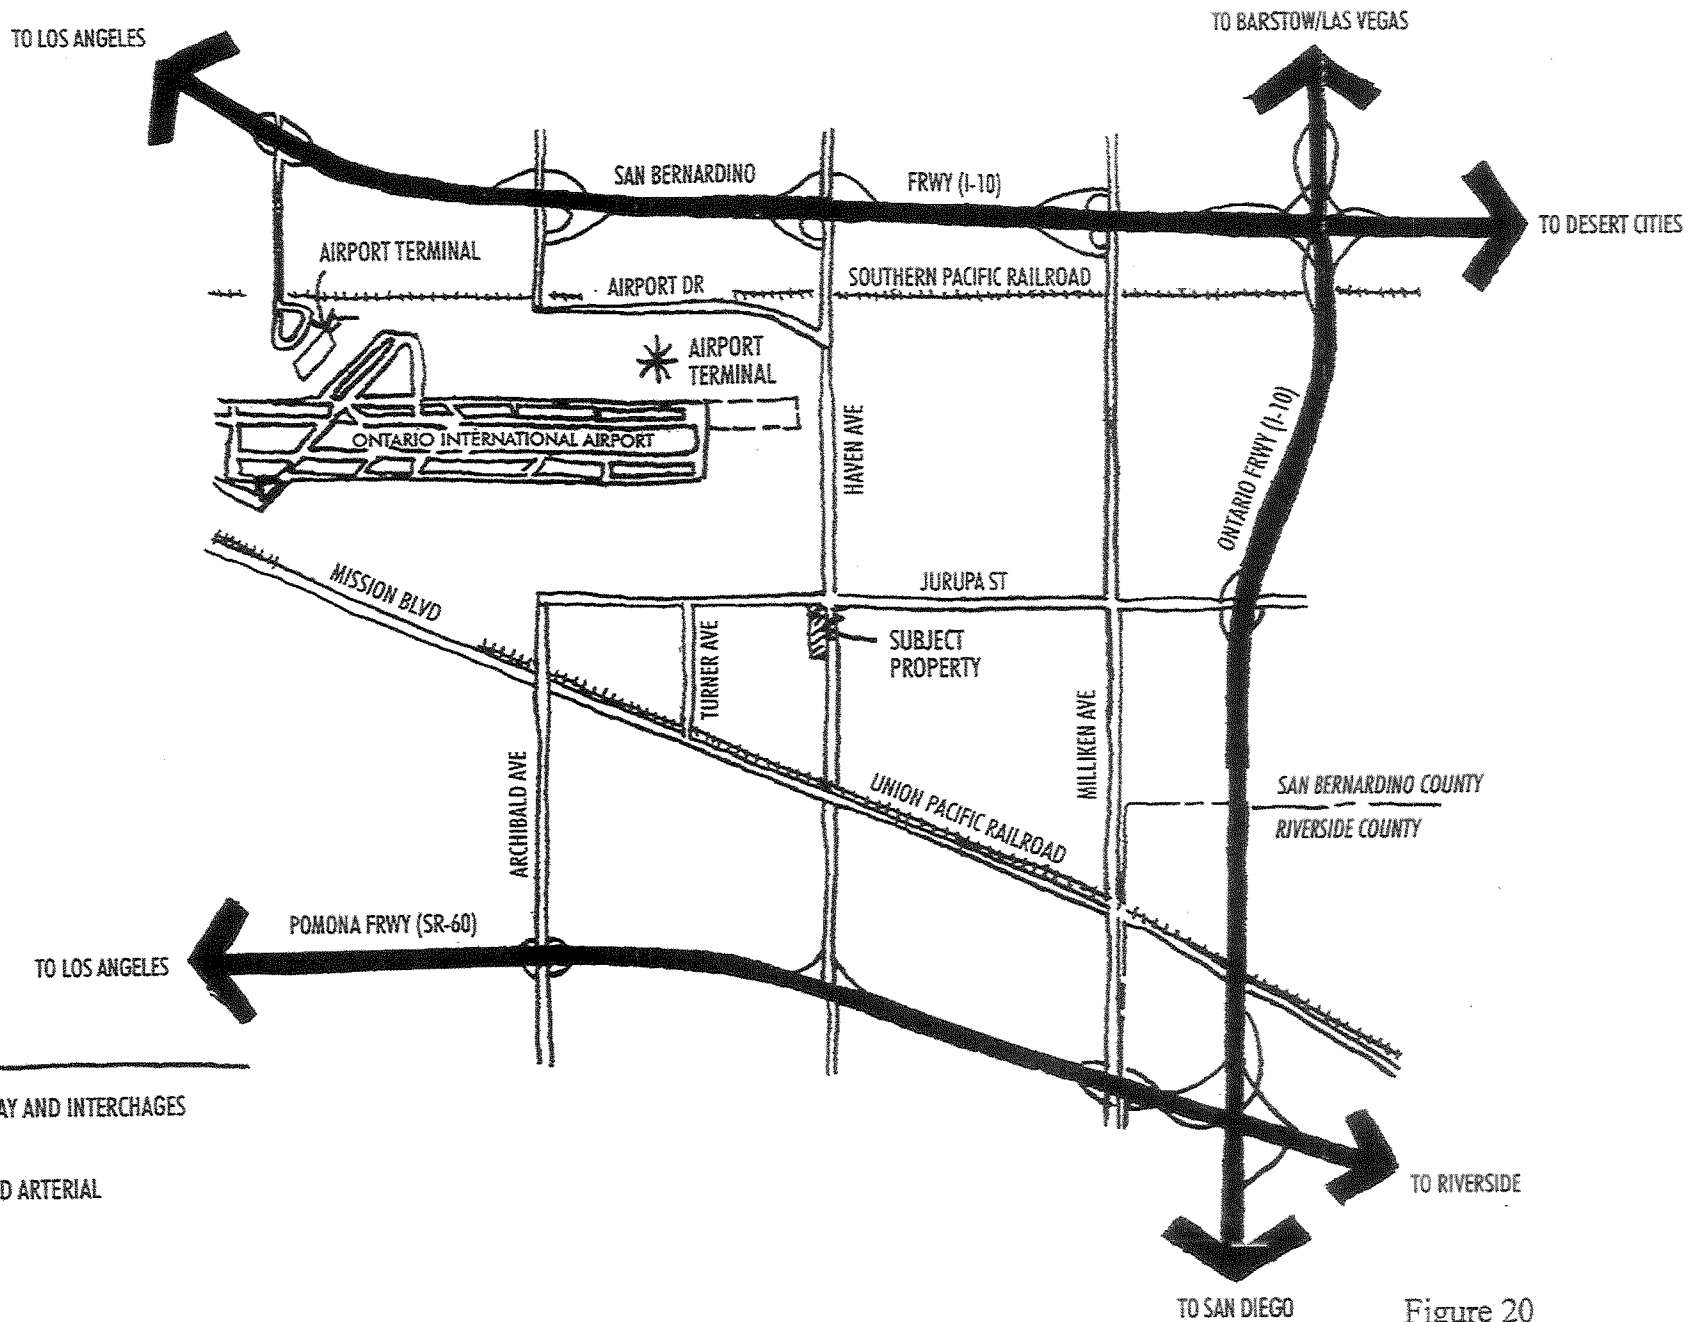 TO LOS ANGELES
TO BARSTOW/LAS VEGAS
SAN BERNARDINO
FRWY (I-10)
TO DESERT CITIES
AIRPORT TERMINAL
AIRPORT DR
SOUTHERN PACIFIC RAILROAD
AIRPORT
TERMINAL
ONTARIO INTERNATIONAL AIRPORT
HAVEN AVE
ONTARIO FRWY (I-10)
MISSION BLVD
JURUPA ST
TURNER AVE
SUBJECT
PROPERTY
MILLIKEN AVE
ARCHIBALD AVE
UNION PACIFIC RAILROAD
SAN BERNARDINO COUNTY
RIVERSIDE COUNTY
POMONA FRWY (SR-60)
TO LOS ANGELES
AY AND INTERCHAGES
D ARTERIAL
TO RIVERSIDE
TO SAN DIEGO
Figure 20